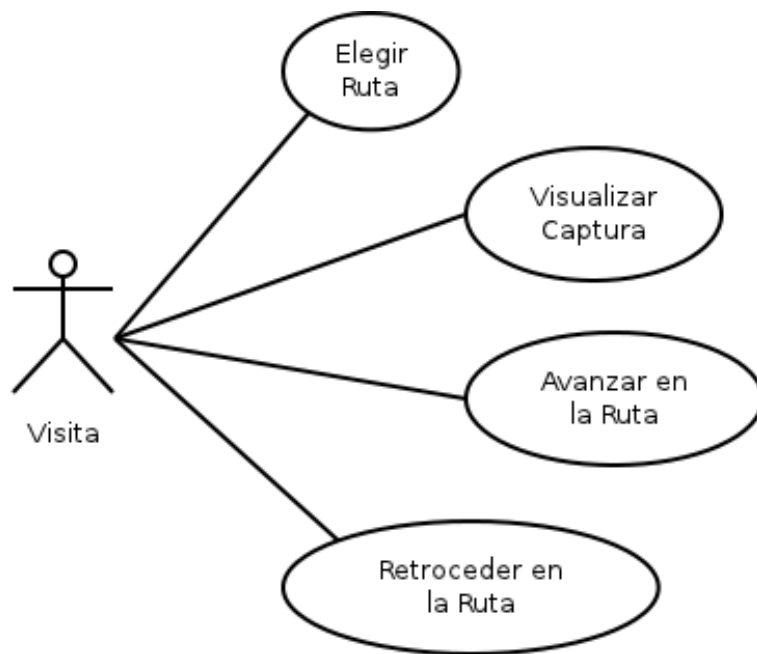 Elegir
Ruta
Visualizar
Captura
Visita
Avanzar en
la Ruta
Retroceder en
la Ruta